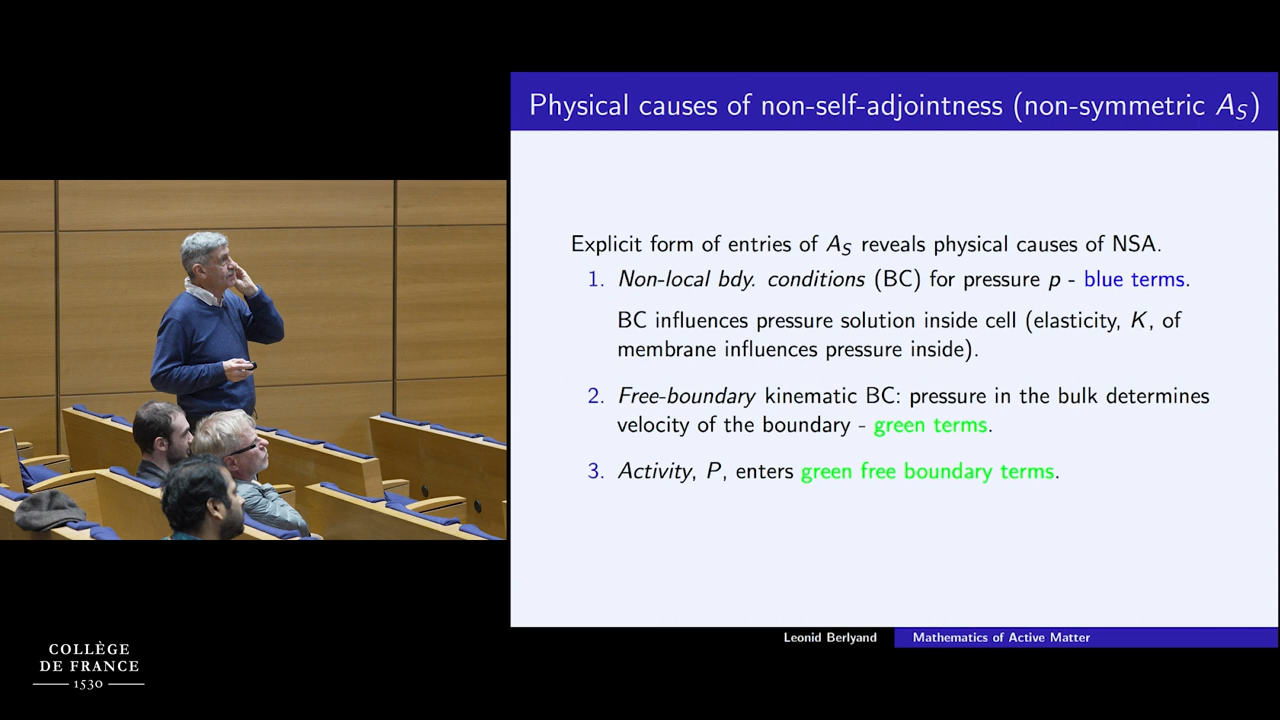 Physical causes of non-self-adjointness (non-symmetric A_S)
Explicit form of entries of A_S reveals physical causes of NSA.
1. Non-local bdy. conditions (BC) for pressure p - blue terms.
BC influences pressure solution inside cell (elasticity, K, of
membrane influences pressure inside).
2. Free-boundary kinematic BC: pressure in the bulk determines
velocity of the boundary - green terms.
3. Activity, P, enters green free boundary terms.
Leonid Berlyand
Mathematics of Active Matter
COLLÈGE
DE FRANCE
1530